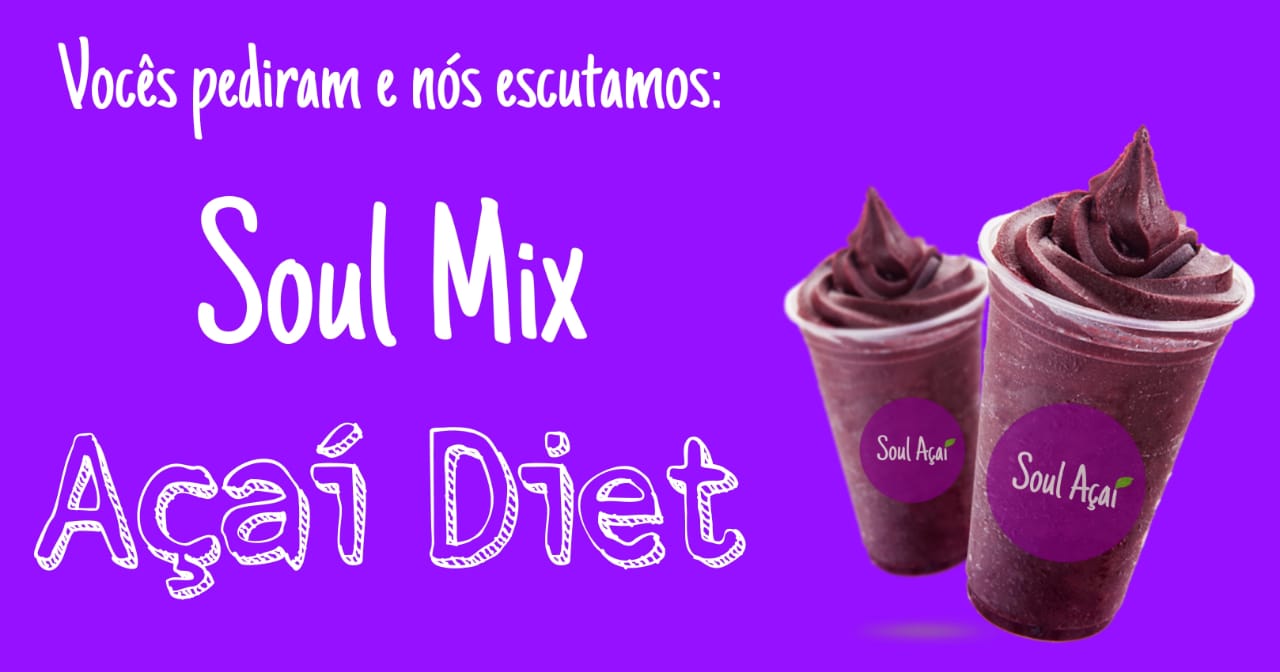 Vocês pediram e nós escutamos:
Soul Mix
Açaí Diet
Soul Açaí
Soul Açaí